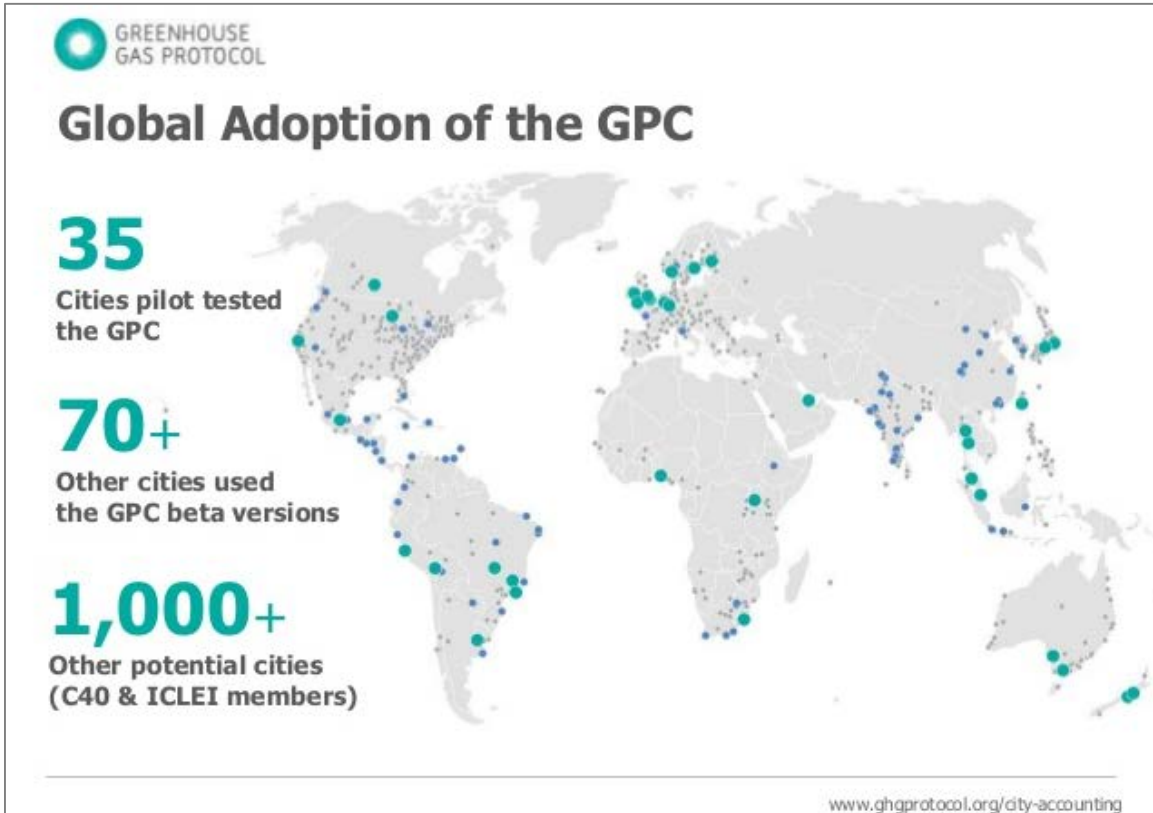 GREENHOUSE
GAS PROTOCOL
Global Adoption of the GPC
35
Cities pilot tested
the GPC
70+
Other cities used
the GPC beta versions
1,000+
Other potential cities
(C40 & ICLEI members)
www.ghgprotocol.org/city-accounting